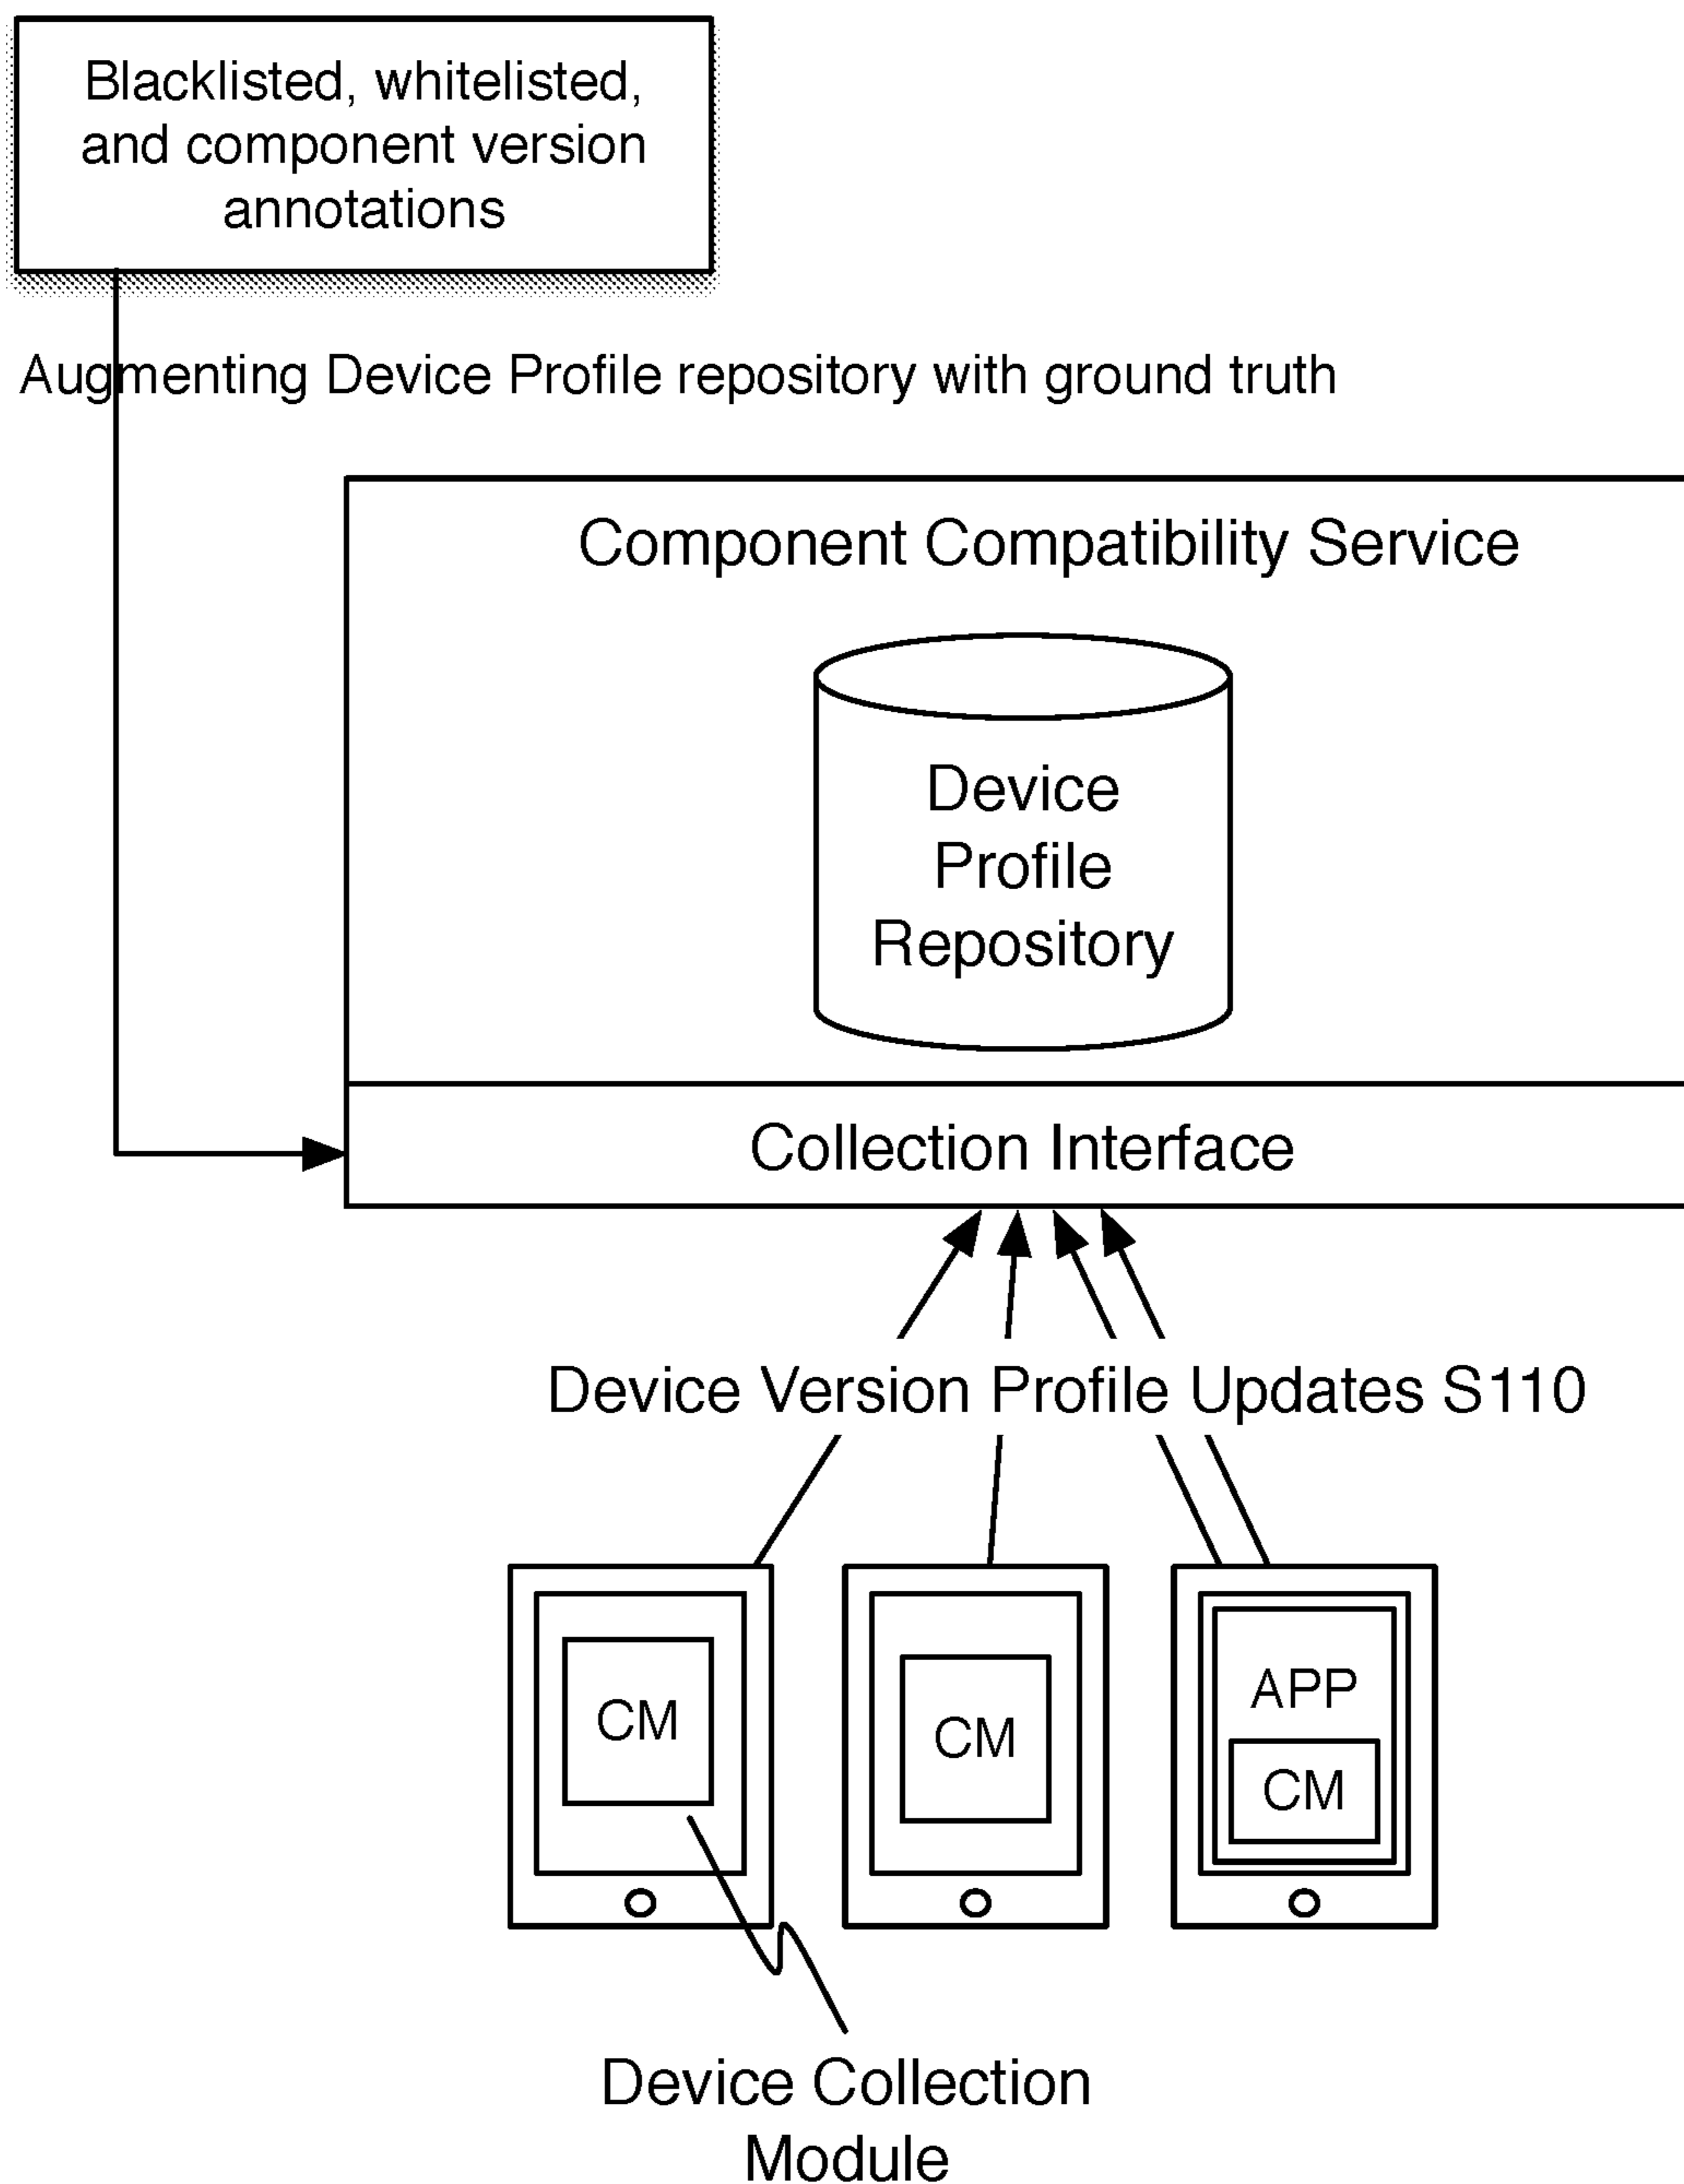 Blacklisted, whitelisted,
and component version
annotations
Augmenting Device Profile repository with ground truth
Component Compatibility Service
Device
Profile
Repository
Collection Interface
Device Version Profile Updates S110
CM
CM
APP
CM
Device Collection
Module